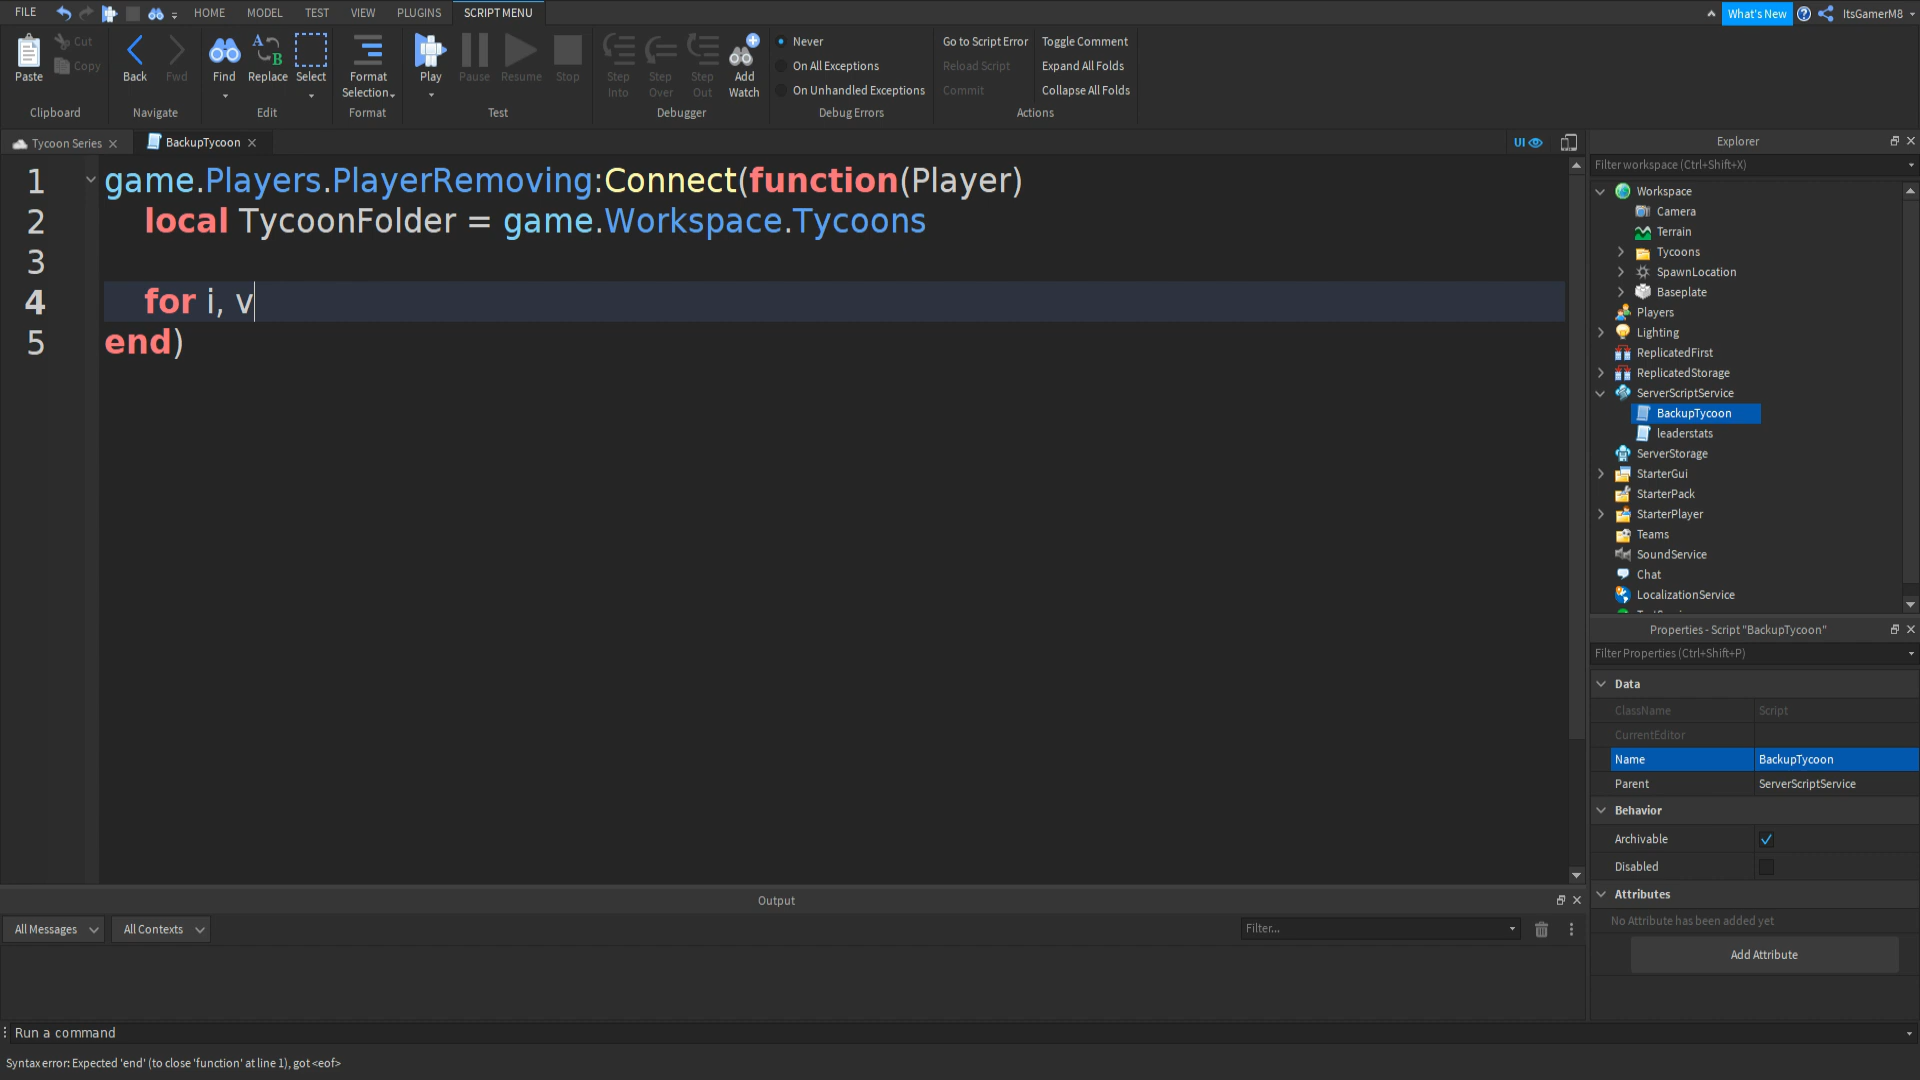 FILE HOME MODEL TEST VIEW PLUGINS SCRIPT MENU What's New ItsGamerM8
Paste Cut Copy
Clipboard
Back Fwd
Navigate
Find Replace Select
Edit
Format Selection
Format
Play Pause Resume Stop
Test
Step Into Step Over Step Out Add Watch
Debugger
Never
On All Exceptions
On Unhandled Exceptions
Debug Errors
Go to Script Error Toggle Comment
Reload Script Expand All Folds
Commit Collapse All Folds
Actions
Tycoon Series BackupTycoon UI
1 game.Players.PlayerRemoving:Connect(function(Player)
2 local TycoonFolder = game.Workspace.Tycoons
3
4 for i, v
5 end)
Explorer
Filter workspace (Ctrl+Shift+X)
Workspace
Camera
Terrain
Tycoons
SpawnLocation
Baseplate
Players
Lighting
ReplicatedFirst
ReplicatedStorage
ServerScriptService
BackupTycoon
leaderstats
ServerStorage
StarterGui
StarterPack
StarterPlayer
Teams
SoundService
Chat
LocalizationService
Properties - Script "BackupTycoon"
Filter Properties (Ctrl+Shift+P)
Data
ClassName Script
CurrentEditor
Name BackupTycoon
Parent ServerScriptService
Behavior
Archivable
Disabled
Attributes
No Attribute has been added yet
Add Attribute
Output
All Messages All Contexts Filter...
Run a command
Syntax error: Expected 'end' (to close 'function' at line 1), got <eof>